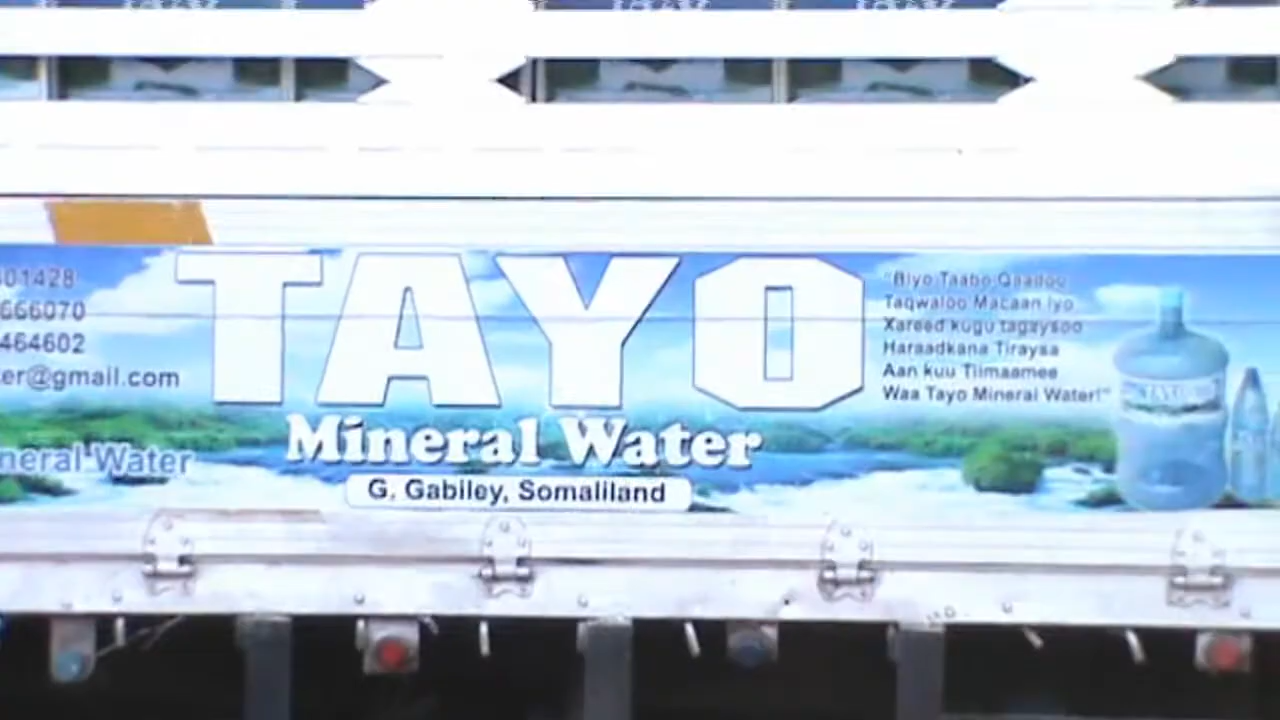 601428
666070
464602
er@gmail.com
neral Water
TAYO
Mineral Water
G. Gabiley, Somaliland
"Biyo Taabo Qaadoo
Taqwaloo Macaan Iyo
Xareed kugu tagaysoo
Haraadkana Tiraysa
Aan kuu Tilmaamee
Waa Tayo Mineral Water!"
TAYO